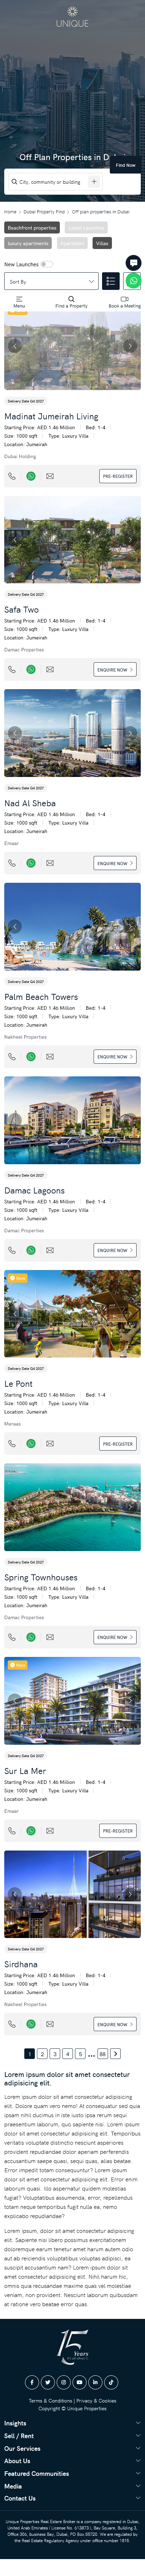 UNIQUE
Off Plan Properties in Du
Find Now
City, community or building
Home > Dubai Property Find > Off plan properties in Dubai
Beachfront properties
luxury apartments
Villas
New Launches
Sort By
Menu
Find a Property
Book a Meeting
Delivery Date Q4 2027
Madinat Jumeirah Living
Starting Price: AED 1.46 Million Bed: 1-4
Size: 1000 sqft Type: Luxury Villa
Location: Jumeirah
Dubai Holding
PRE-REGISTER
Delivery Date Q4 2027
Safa Two
Starting Price: AED 1.46 Million Bed: 1-4
Size: 1000 sqft Type: Luxury Villa
Location: Jumeirah
Damac Properties
ENQUIRE NOW
Delivery Date Q4 2027
Nad Al Sheba
Starting Price: AED 1.46 Million Bed: 1-4
Size: 1000 sqft Type: Luxury Villa
Location: Jumeirah
Emaar
ENQUIRE NOW
Delivery Date Q4 2027
Palm Beach Towers
Starting Price: AED 1.46 Million Bed: 1-4
Size: 1000 sqft Type: Luxury Villa
Location: Jumeirah
Nakheel Properties
ENQUIRE NOW
Delivery Date Q4 2027
Damac Lagoons
Starting Price: AED 1.46 Million Bed: 1-4
Size: 1000 sqft Type: Luxury Villa
Location: Jumeirah
Damac Properties
ENQUIRE NOW
New
Delivery Date Q4 2027
Le Pont
Starting Price: AED 1.46 Million Bed: 1-4
Size: 1000 sqft Type: Luxury Villa
Location: Jumeirah
Meraas
PRE-REGISTER
Delivery Date Q4 2027
Spring Townhouses
Starting Price: AED 1.46 Million Bed: 1-4
Size: 1000 sqft Type: Luxury Villa
Location: Jumeirah
Damac Properties
ENQUIRE NOW
New
Delivery Date Q4 2027
Sur La Mer
Starting Price: AED 1.46 Million Bed: 1-4
Size: 1000 sqft Type: Luxury Villa
Location: Jumeirah
Emaar
PRE-REGISTER
Delivery Date Q4 2027
Sirdhana
Starting Price: AED 1.46 Million Bed: 1-4
Size: 1000 sqft Type: Luxury Villa
Location: Jumeirah
Nakheel Properties
ENQUIRE NOW
1 2 3 4 5 ... 88
Lorem ipsum dolor sit amet consectetur
adipisicing elit.
Lorem ipsum dolor sit amet consectetur adipisicing
elit. Dolore quam vero nemo! At consequatur est quia
ipsam nihil ducimus in iste iusto ipsa rerum sequi
praesentium laborum, quo sapiente nisi. Lorem ipsum
dolor sit amet consectetur adipisicing elit. Temporibus
veritatis voluptate distinctio nesciunt asperiores
provident repudiandae dolor aperiam perferendis
accusantium saepe quasi, sequi quas, alias beatae
Error impedit totam consequuntur? Lorem ipsum
dolor sit amet consectetur adipisicing elit. Error enim
laborum quasi. Illo aspernatur quidem molestias
fugiat? Voluptatibus assumenda, error, repellendus
totam neque temporibus fugit nulla ea, nemo
explicabo repudiandae?
Lorem ipsum, dolor sit amet consectetur adipisicing
elit. Sapiente nisi libero possimus exercitationem
doloremque earum tenetur amet harum autem odio
aut ab reiciendis voluptatibus voluptas adipisci, ea
suscipit accusantium nam? Lorem ipsum dolor sit
amet consectetur adipisicing elit. Nihil harum hic,
omnis quos recusandae maxime quas vel molestiae
veniam, non provident. Nesciunt laborum quibusdam
at ratione vero beatae error quas.
15
Years
Terms & Conditions | Privacy & Cookies
Copyright © Unique Properties
Insights
Sell / Rent
Our Services
About Us
Featured Communities
Media
Contact Us
Unique Properties Real Estate Broker is a company registered in Dubai,
United Arab Emirates ( License No. 613873 ), Bay Square, Building 3,
Office 306, business Bay, Dubai, PO Box 55720. We are regulated by
the Real Estate Regulatory Agency under office number 1815.